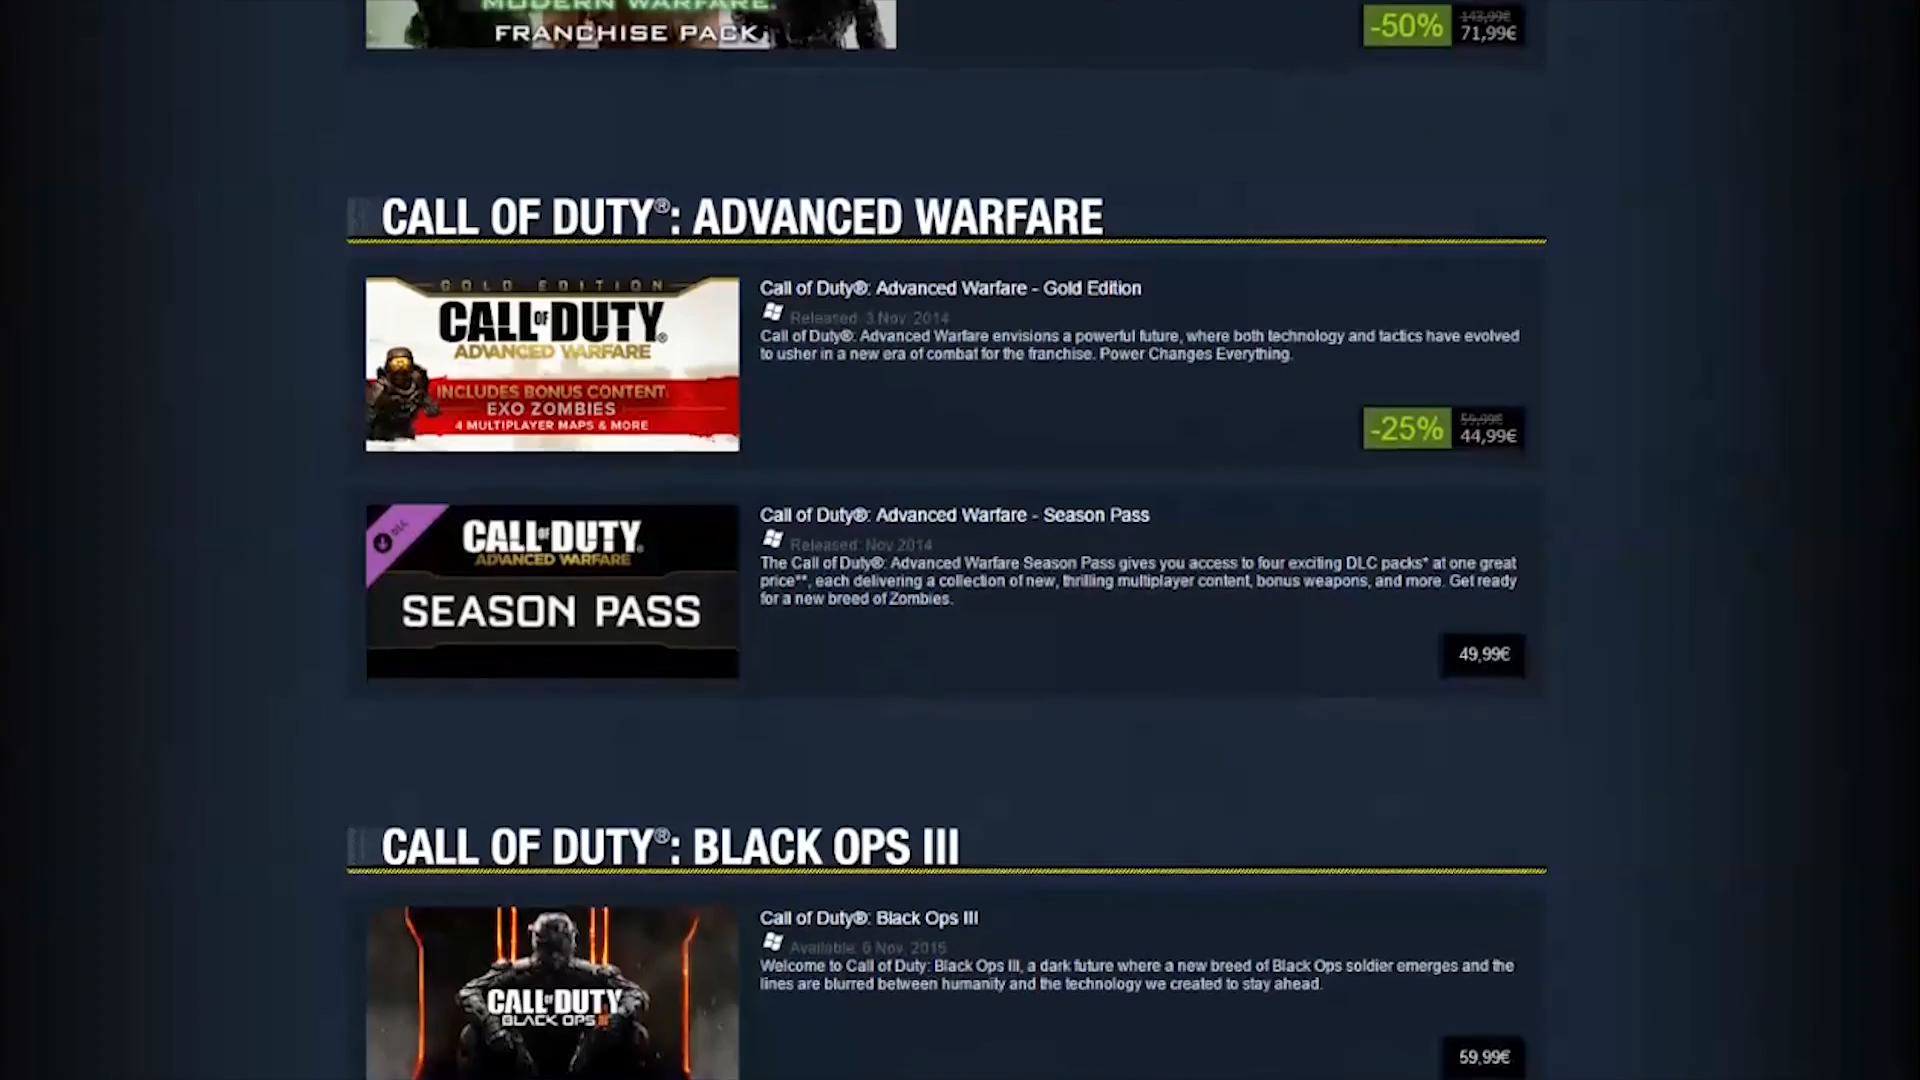 MODERN WARFARE®
FRANCHISE PACK
-50%
143,99€
71,99€
CALL OF DUTY®: ADVANCED WARFARE
GOLD EDITION
CALL OF DUTY®
ADVANCED WARFARE
INCLUDES BONUS CONTENT:
EXO ZOMBIES
4 MULTIPLAYER MAPS & MORE
Call of Duty®: Advanced Warfare - Gold Edition
Released: 3 Nov, 2014
Call of Duty®: Advanced Warfare envisions a powerful future, where both technology and tactics have evolved
to usher in a new era of combat for the franchise. Power Changes Everything.
-25%
59,99€
44,99€
DLC
CALL OF DUTY®
ADVANCED WARFARE
SEASON PASS
Call of Duty®: Advanced Warfare - Season Pass
Released: Nov 2014
The Call of Duty®: Advanced Warfare Season Pass gives you access to four exciting DLC packs* at one great
price**, each delivering a collection of new, thrilling multiplayer content, bonus weapons, and more. Get ready
for a new breed of Zombies.
49,99€
CALL OF DUTY®: BLACK OPS III
CALL OF DUTY
BLACK OPS III
Call of Duty®: Black Ops III
Available: 6 Nov, 2015
Welcome to Call of Duty: Black Ops III, a dark future where a new breed of Black Ops soldier emerges and the
lines are blurred between humanity and the technology we created to stay ahead.
59,99€